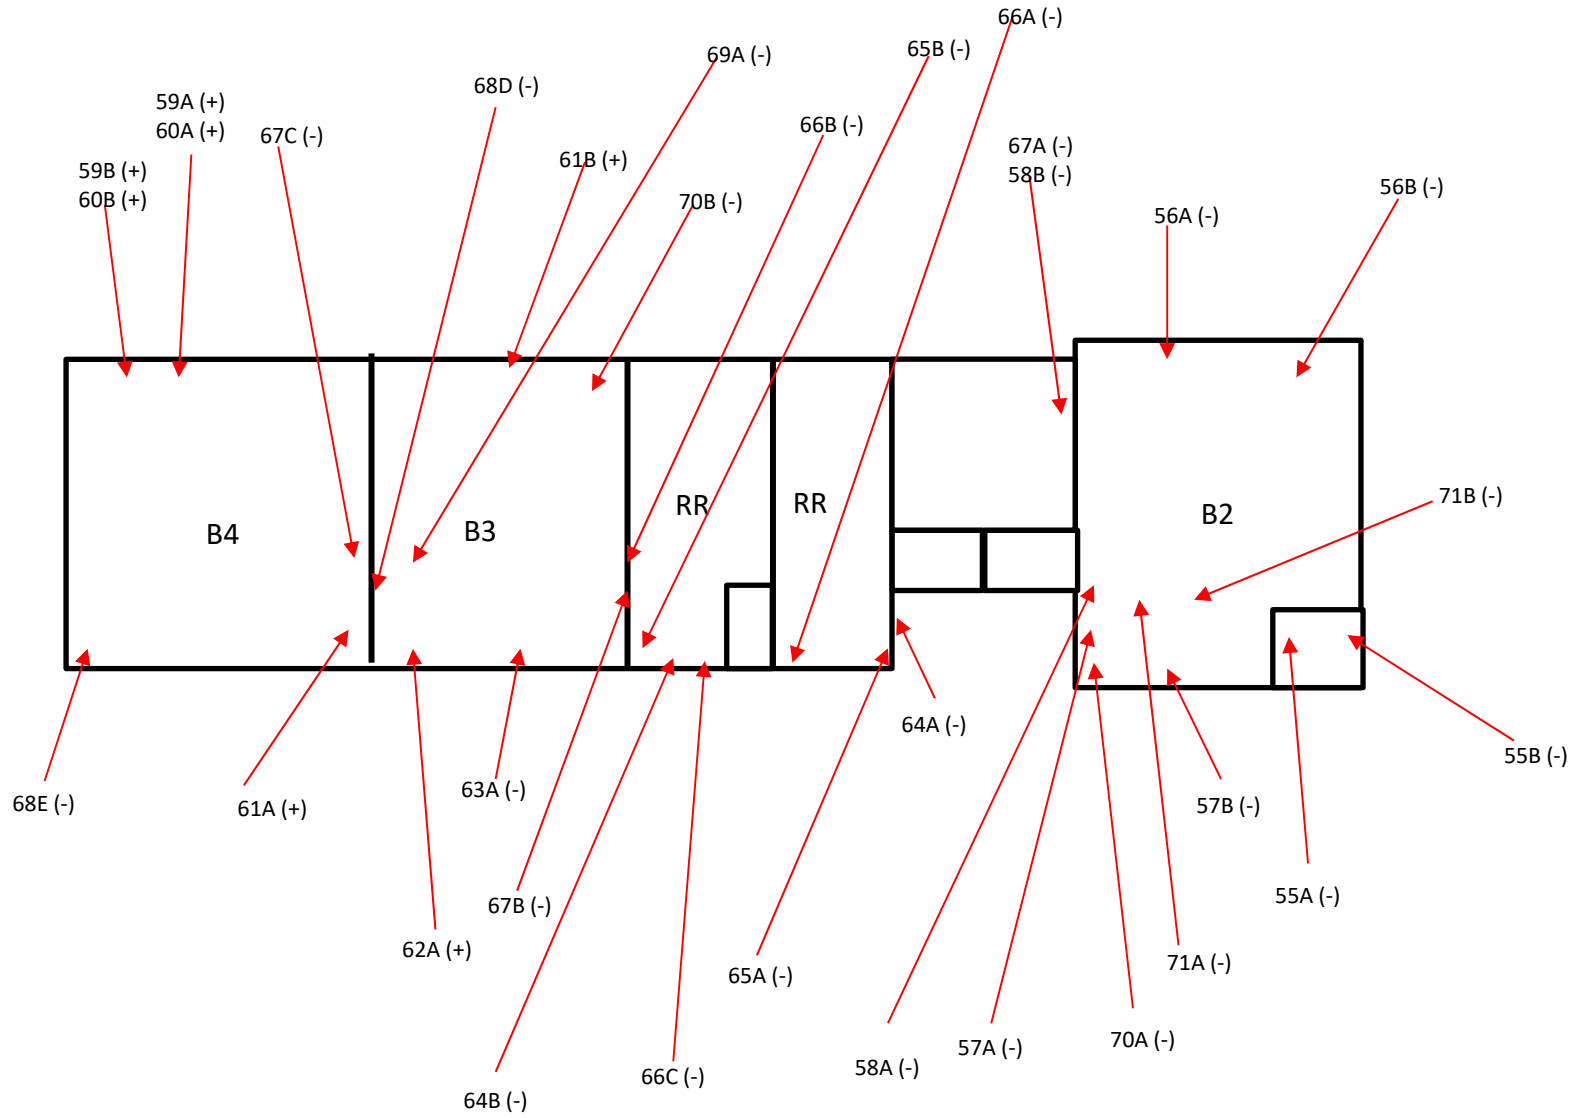 66A (-)
65B (-)
69A (-)
68D (-)
59A (+)
60A (+)
66B (-)
67C (-)
61B (+)
67A (-)
58B (-)
59B (+)
60B (+)
56B (-)
70B (-)
56A (-)
71B (-)
RR
RR
B2
B4
B3
64A (-)
55B (-)
63A (-)
68E (-)
61A (+)
57B (-)
55A (-)
67B (-)
62A (+)
71A (-)
65A (-)
70A (-)
57A (-)
58A (-)
66C (-)
64B (-)